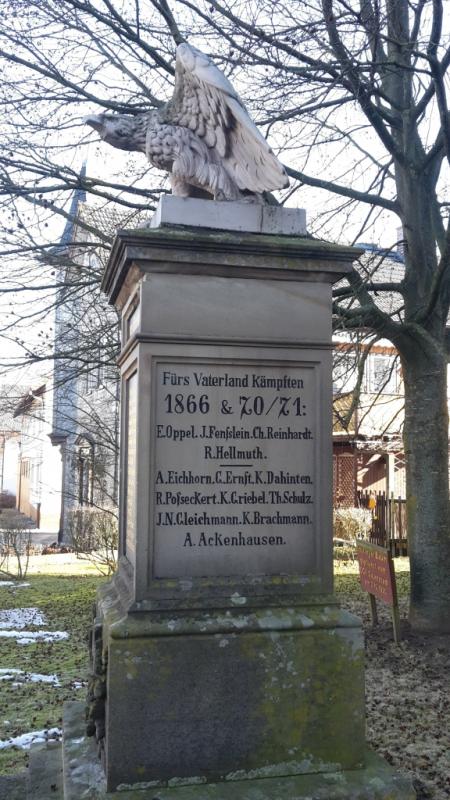 Fürs Vaterland Kämpften
1866 & 70/71:
E.Oppel. J.Fenſslein. Ch.Reinhardt.
R.Hellmuth.
A.Eichhorn. C.Ernſt. K.Dahinten.
R.Poſseckert. K.Griebel. Th.Schulz.
J.N.Gleichmann. K.Brachmann.
A.Ackenhausen.